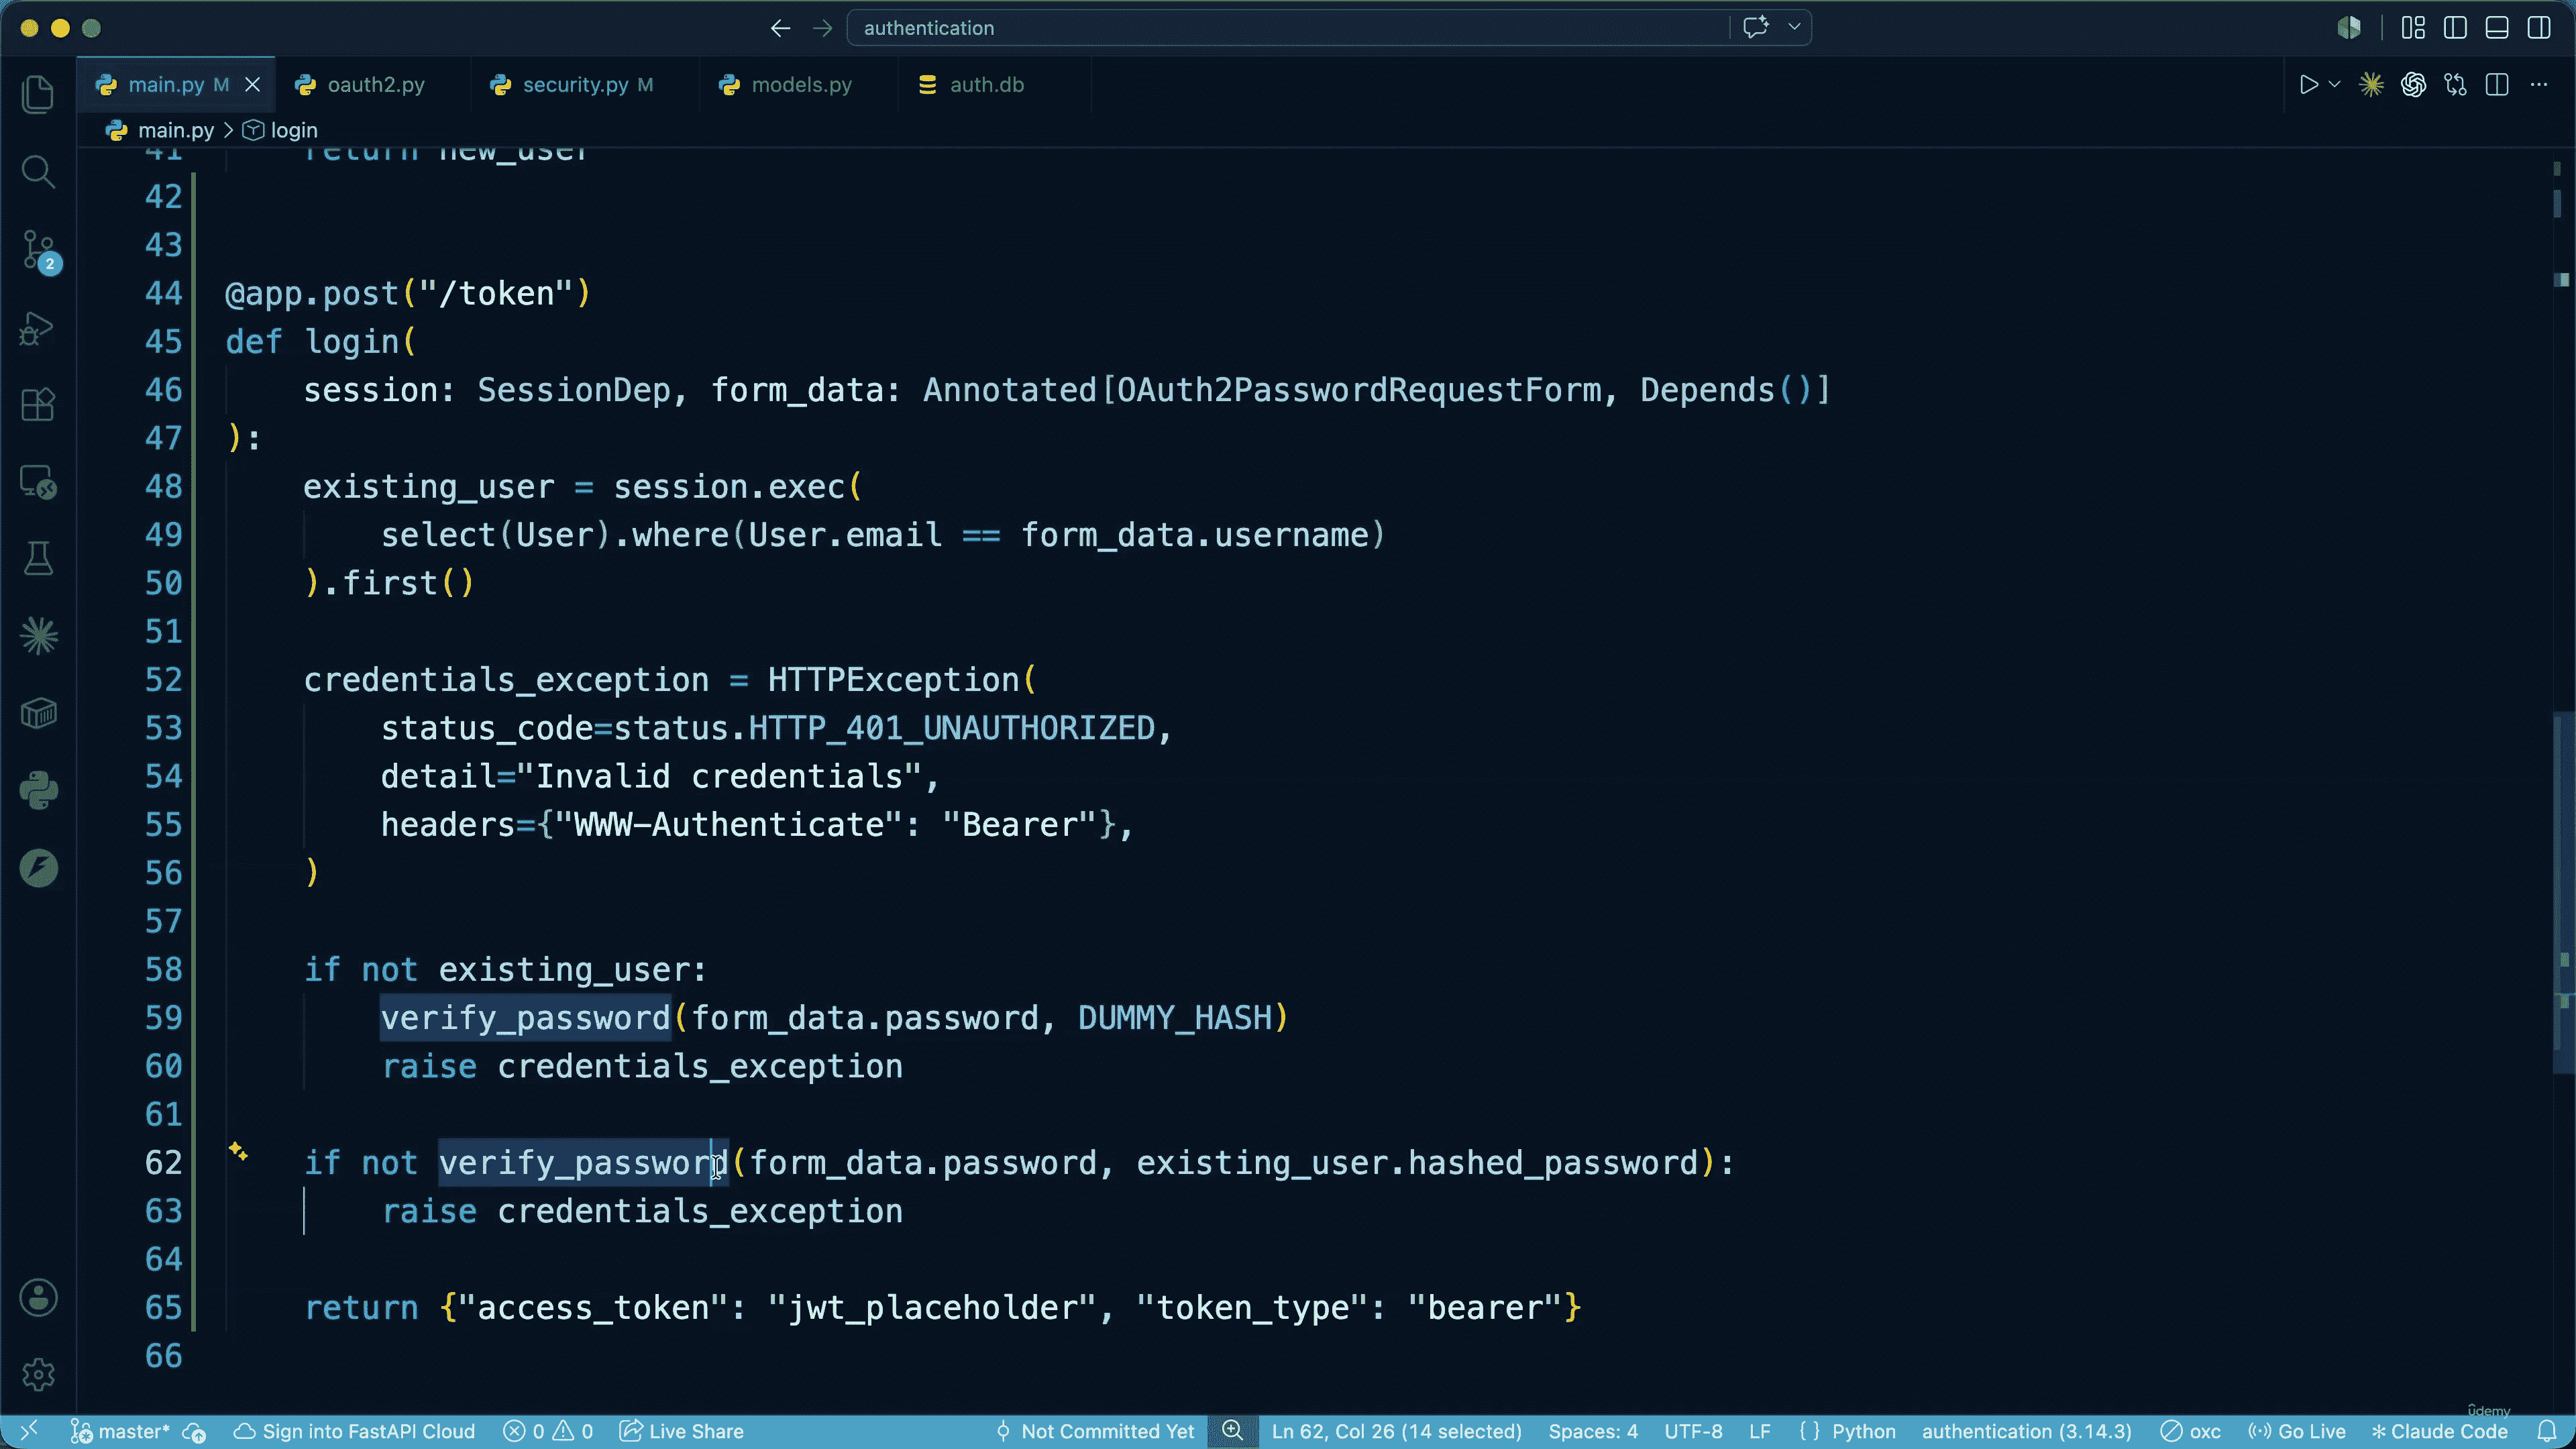 authentication
main.py M
oauth2.py
security.py M
models.py
auth.db
main.py > login
41 return new_user
42
43
44 @app.post("/token")
45 def login(
46 session: SessionDep, form_data: Annotated[OAuth2PasswordRequestForm, Depends()]
47 ):
48 existing_user = session.exec(
49 select(User).where(User.email == form_data.username)
50 ).first()
51
52 credentials_exception = HTTPException(
53 status_code=status.HTTP_401_UNAUTHORIZED,
54 detail="Invalid credentials",
55 headers={"WWW-Authenticate": "Bearer"},
56 )
57
58 if not existing_user:
59 verify_password(form_data.password, DUMMY_HASH)
60 raise credentials_exception
61
62 if not verify_password(form_data.password, existing_user.hashed_password):
63 raise credentials_exception
64
65 return {"access_token": "jwt_placeholder", "token_type": "bearer"}
66
2
ûdemy
master* Sign into FastAPI Cloud 0 0 Live Share Not Committed Yet Ln 62, Col 26 (14 selected) Spaces: 4 UTF-8 LF { } Python authentication (3.14.3) oxc Go Live Claude Code